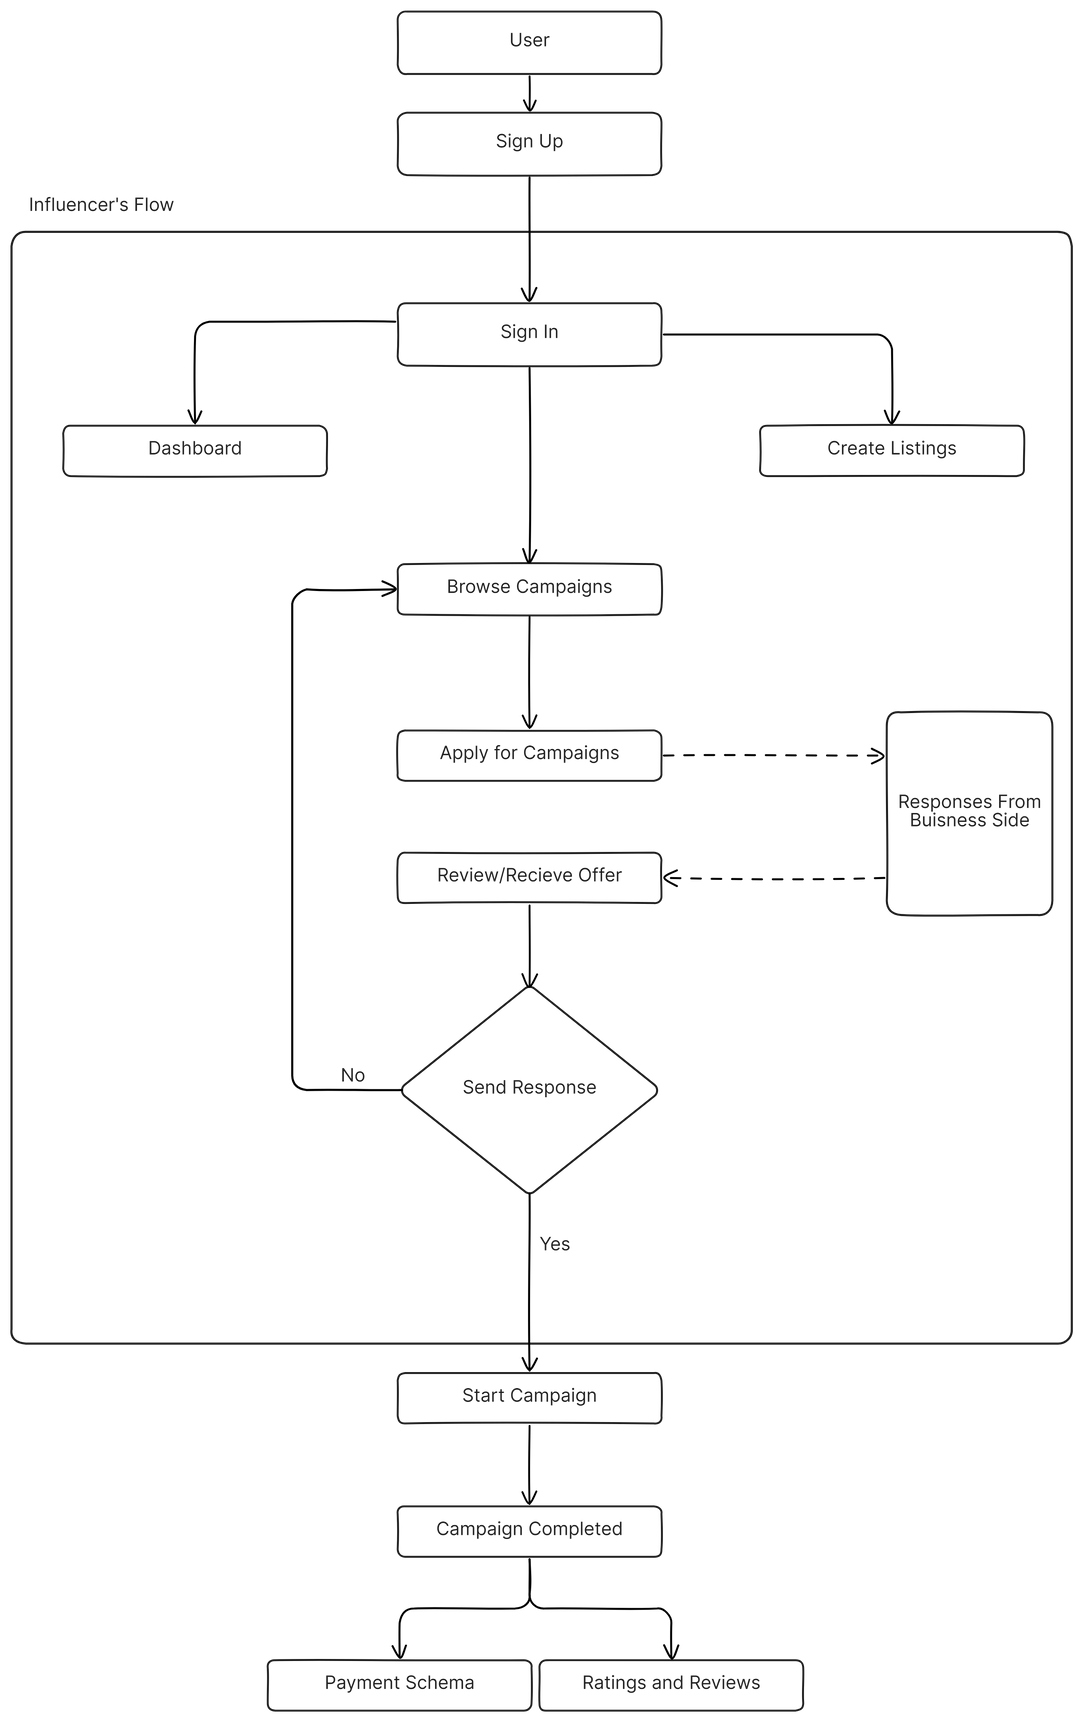 User
Sign Up
Influencer's Flow
Sign In
Dashboard
Create Listings
Browse Campaigns
Apply for Campaigns
Responses From
Buisness Side
Review/Recieve Offer
Send Response
No
Yes
Start Campaign
Campaign Completed
Payment Schema
Ratings and Reviews